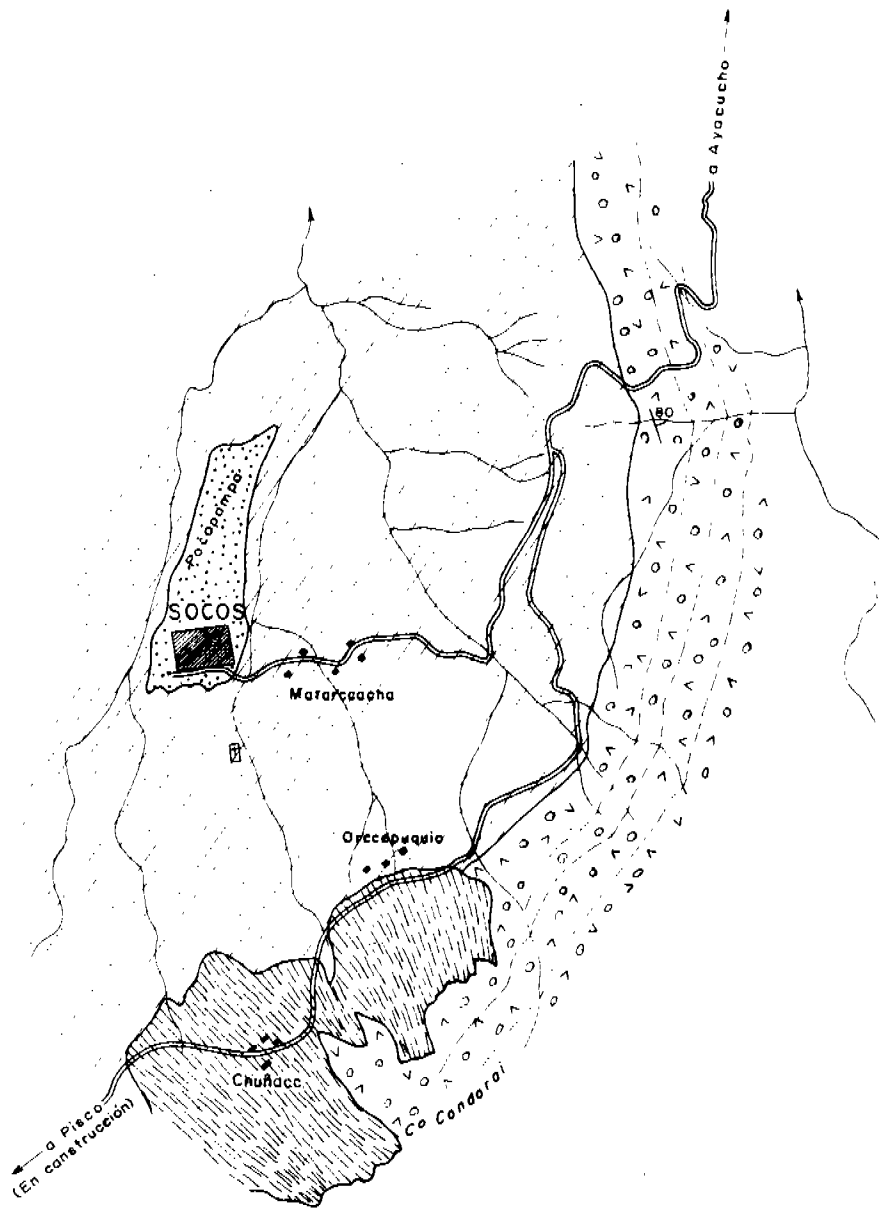 a Ayacucho
80
Pocopampa
SOCOS
Matarccocha
Orccopuquio
Chuñacc
Co Condorai
a Pisco
(En construcción)